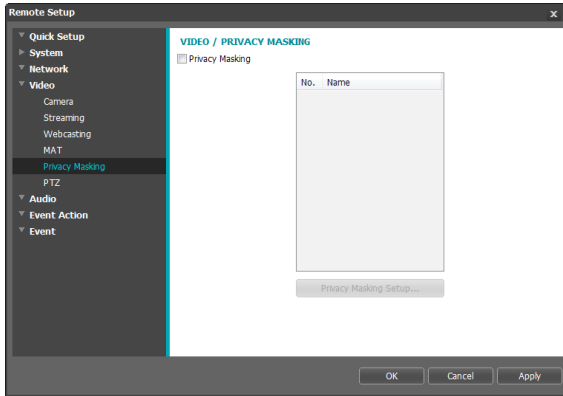 Remote Setup
x
Quick Setup
System
Network
Video
Camera
Streaming
Webcasting
MAT
Privacy Masking
PTZ
Audio
Event Action
Event
VIDEO / PRIVACY MASKING
Privacy Masking
No. Name
Privacy Masking Setup...
OK Cancel Apply